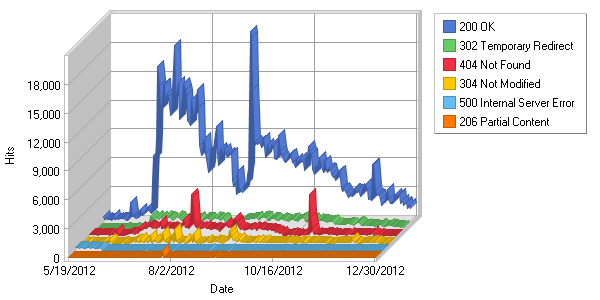 200 OK
302 Temporary Redirect
404 Not Found
304 Not Modified
500 Internal Server Error
206 Partial Content
18,000
15,000
12,000
9,000
6,000
3,000
0
Hits
5/19/2012 8/22/2012 10/16/2012 12/30/2012
Date